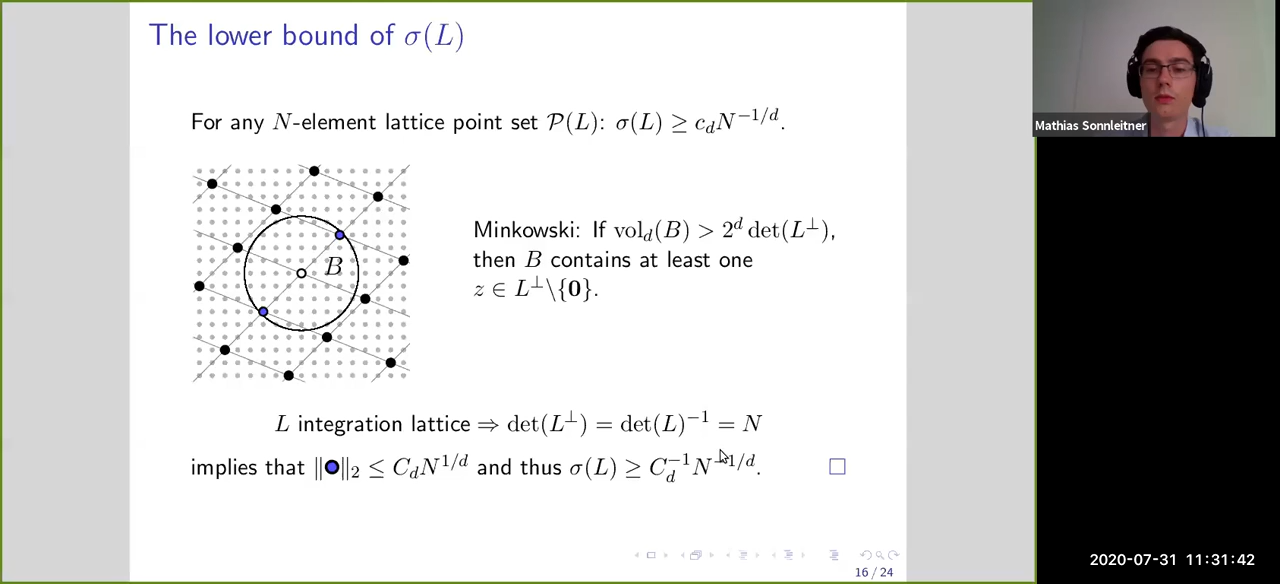 The lower bound of σ(L)
For any N-element lattice point set 𝒫(L): σ(L) ≥ c_d N^{-1/d}.
B
Minkowski: If vol_d(B) > 2^d det(L^⊥),
then B contains at least one
z ∈ L^⊥\{0}.
L integration lattice ⇒ det(L^⊥) = det(L)^{-1} = N
implies that ‖●‖_2 ≤ C_d N^{1/d} and thus σ(L) ≥ C_d^{-1} N^{-1/d}. □
16 / 24
Mathias Sonnleitner
2020-07-31 11:31:42